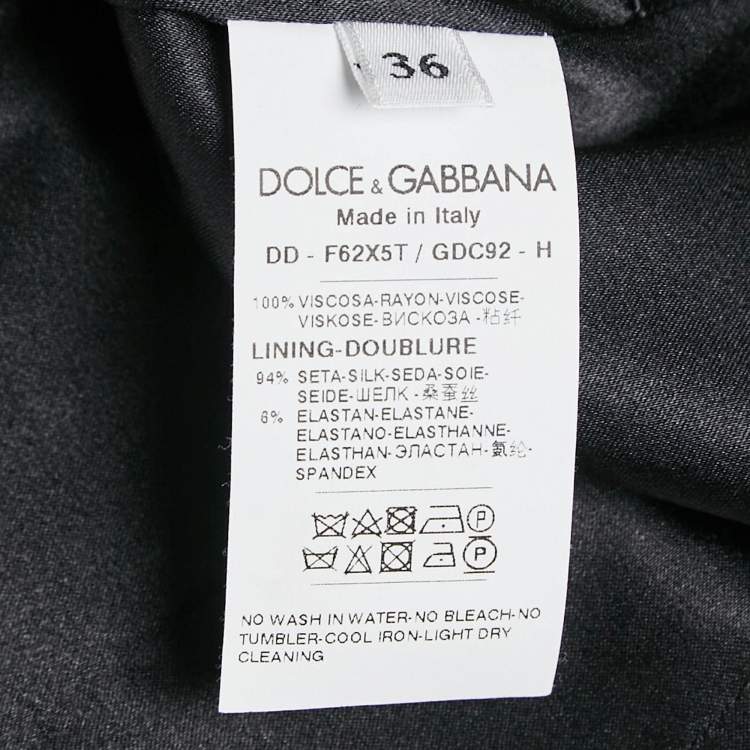 36
DOLCE & GABBANA
Made in Italy
DD - F62X5T / GDC92 - H
100% VISCOSA-RAYON-VISCOSE-
VISKOSE-ВИСКОЗА -粘纤
LINING-DOUBLURE
94% SETA-SILK-SEDA-SOIE-
SEIDE-ШЕЛК -桑蚕丝
6% ELASTAN-ELASTANE-
ELASTANO-ELASTHANNE-
ELASTHAN-ЭЛАСТАН-氨纶-
SPANDEX
P
P
NO WASH IN WATER-NO BLEACH-NO
TUMBLER-COOL IRON-LIGHT DRY
CLEANING